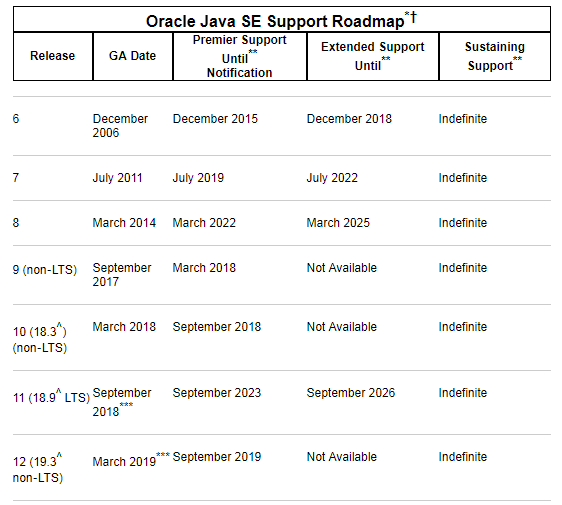 Oracle Java SE Support Roadmap*†
Release
GA Date
Premier Support
Until**
Notification
Extended Support
Until**
Sustaining
Support**
6
December
2006
December 2015
December 2018
Indefinite
7
July 2011
July 2019
July 2022
Indefinite
8
March 2014
March 2022
March 2025
Indefinite
9 (non-LTS)
September
2017
March 2018
Not Available
Indefinite
10 (18.3^)
(non-LTS)
March 2018
September 2018
Not Available
Indefinite
11 (18.9^ LTS)
September
2018***
September 2023
September 2026
Indefinite
12 (19.3^
non-LTS)
March 2019***
September 2019
Not Available
Indefinite